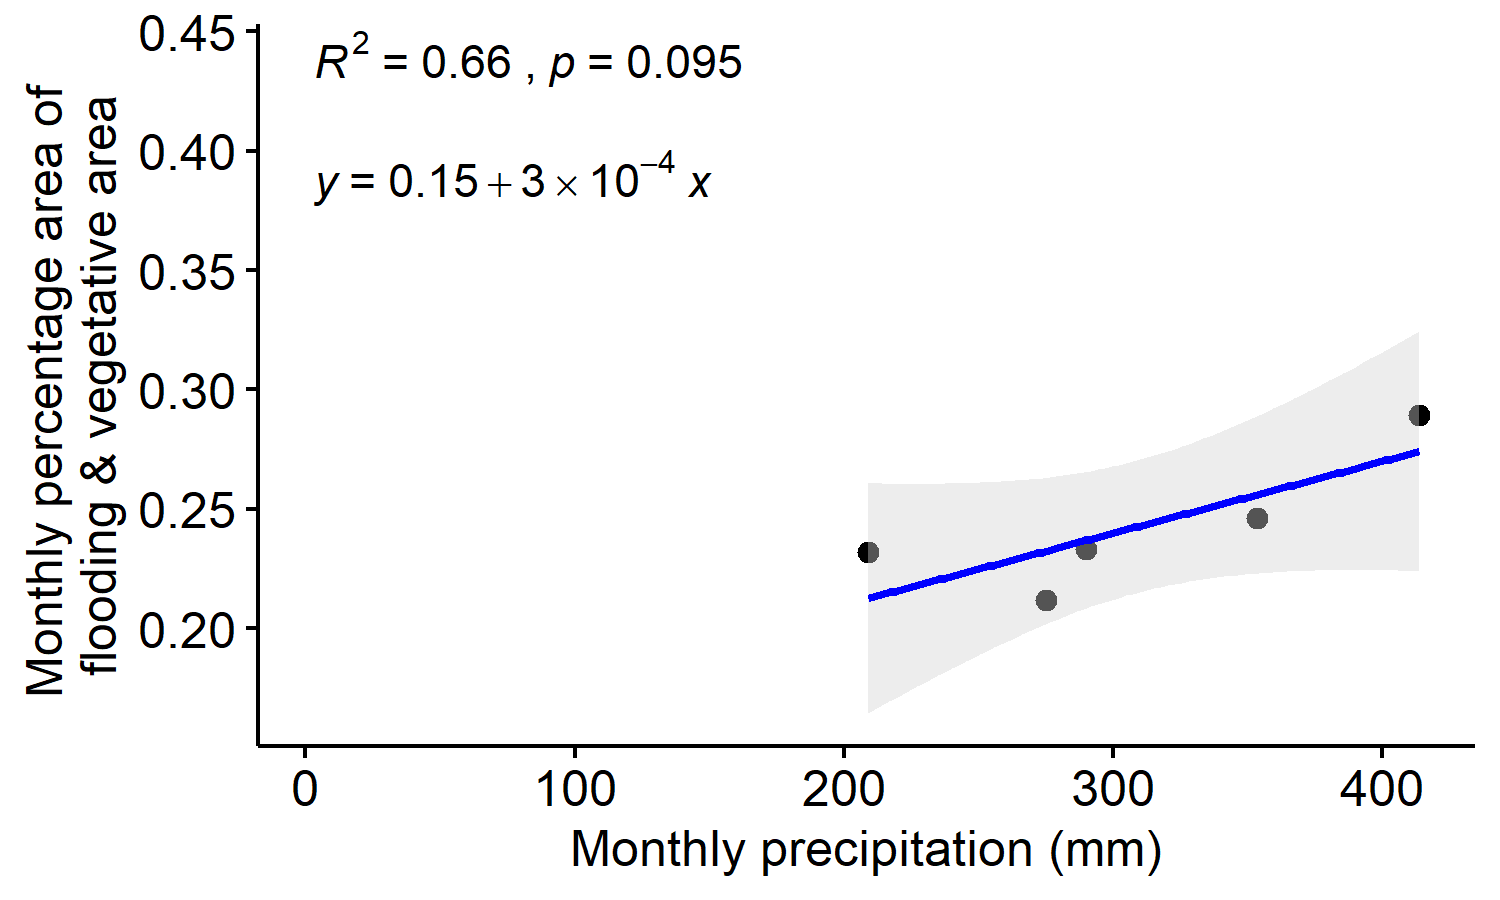 R² = 0.66 , p = 0.095
y = 0.15 + 3 × 10⁻⁴ x
Monthly percentage area of
flooding & vegetative area
0.45
0.40
0.35
0.30
0.25
0.20
0 100 200 300 400
Monthly precipitation (mm)